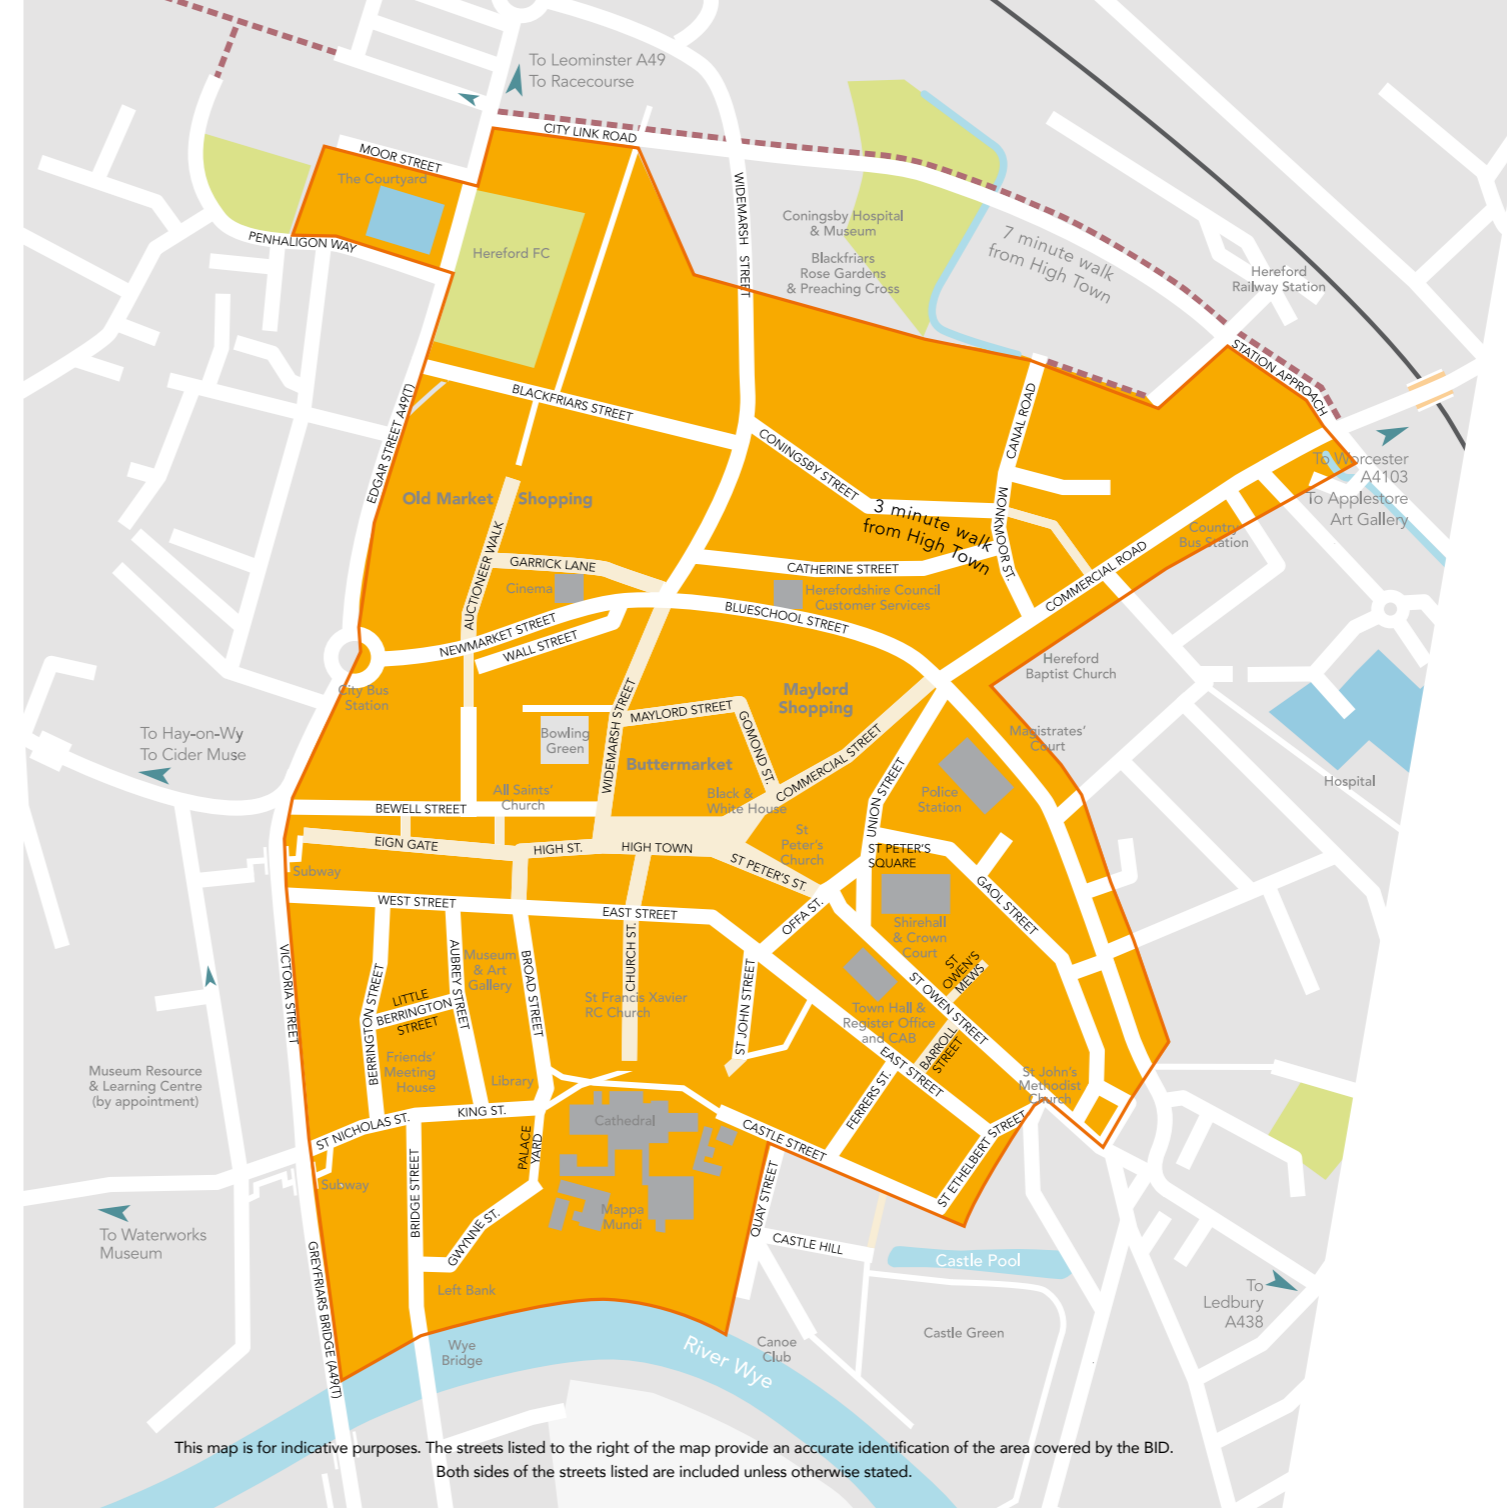 To Leominster A49
To Racecourse
CITY LINK ROAD
MOOR STREET
The Courtyard
PENHALIGON WAY
Hereford FC
WIDEMARSH STREET
Coningsby Hospital
& Museum
Blackfriars
Rose Gardens
& Preaching Cross
7 minute walk
from High Town
Hereford
Railway Station
STATION APPROACH
EDGAR STREET A49(T)
BLACKFRIARS STREET
CONINGSBY STREET
CANAL ROAD
To Worcester
A4103
To Applestore
Art Gallery
Old Market Shopping
3 minute walk
from High Town
MONKMOOR ST.
Country
Bus Station
COMMERCIAL ROAD
AUCTIONEER WALK
GARRICK LANE
Cinema
CATHERINE STREET
Herefordshire Council
Customer Services
NEWMARKET STREET
WALL STREET
BLUESCHOOL STREET
City Bus
Station
Hereford
Baptist Church
Maylord
Shopping
WIDEMARSH STREET
MAYLORD STREET
GOMOND ST.
To Hay-on-Wy
To Cider Muse
Bowling
Green
Buttermarket
COMMERCIAL STREET
Magistrates'
Court
Hospital
UNION STREET
Police
Station
All Saints'
Church
Black &
White House
BEWELL STREET
EIGN GATE
HIGH ST.
HIGH TOWN
St
Peter's
Church
ST PETER'S
SQUARE
ST PETER'S ST.
Subway
WEST STREET
EAST STREET
OFFA ST.
GAOL STREET
Shirehall
& Crown
Court
VICTORIA STREET
BERRINGTON STREET
AUBREY STREET
Museum
& Art
Gallery
BROAD STREET
CHURCH ST.
ST JOHN STREET
ST
OWEN'S
MEWS
ST OWEN STREET
LITTLE
BERRINGTON
STREET
St Francis Xavier
RC Church
Town Hall &
Register Office
and CAB
BARROLL
STREET
EAST STREET
Friends'
Meeting
House
Museum Resource
& Learning Centre
(by appointment)
Library
St John's
Methodist
Church
FERRERS ST.
ST NICHOLAS ST.
KING ST.
Cathedral
CASTLE STREET
PALACE
YARD
ST ETHELBERT STREET
Subway
BRIDGE STREET
QUAY STREET
To Waterworks
Museum
GWYNNE ST.
Mappa
Mundi
CASTLE HILL
Castle Pool
GREYFRIARS BRIDGE (A49(T)
Left Bank
To
Ledbury
A438
Wye
Bridge
River Wye
Canoe
Club
Castle Green
This map is for indicative purposes. The streets listed to the right of the map provide an accurate identification of the area covered by the BID.
Both sides of the streets listed are included unless otherwise stated.